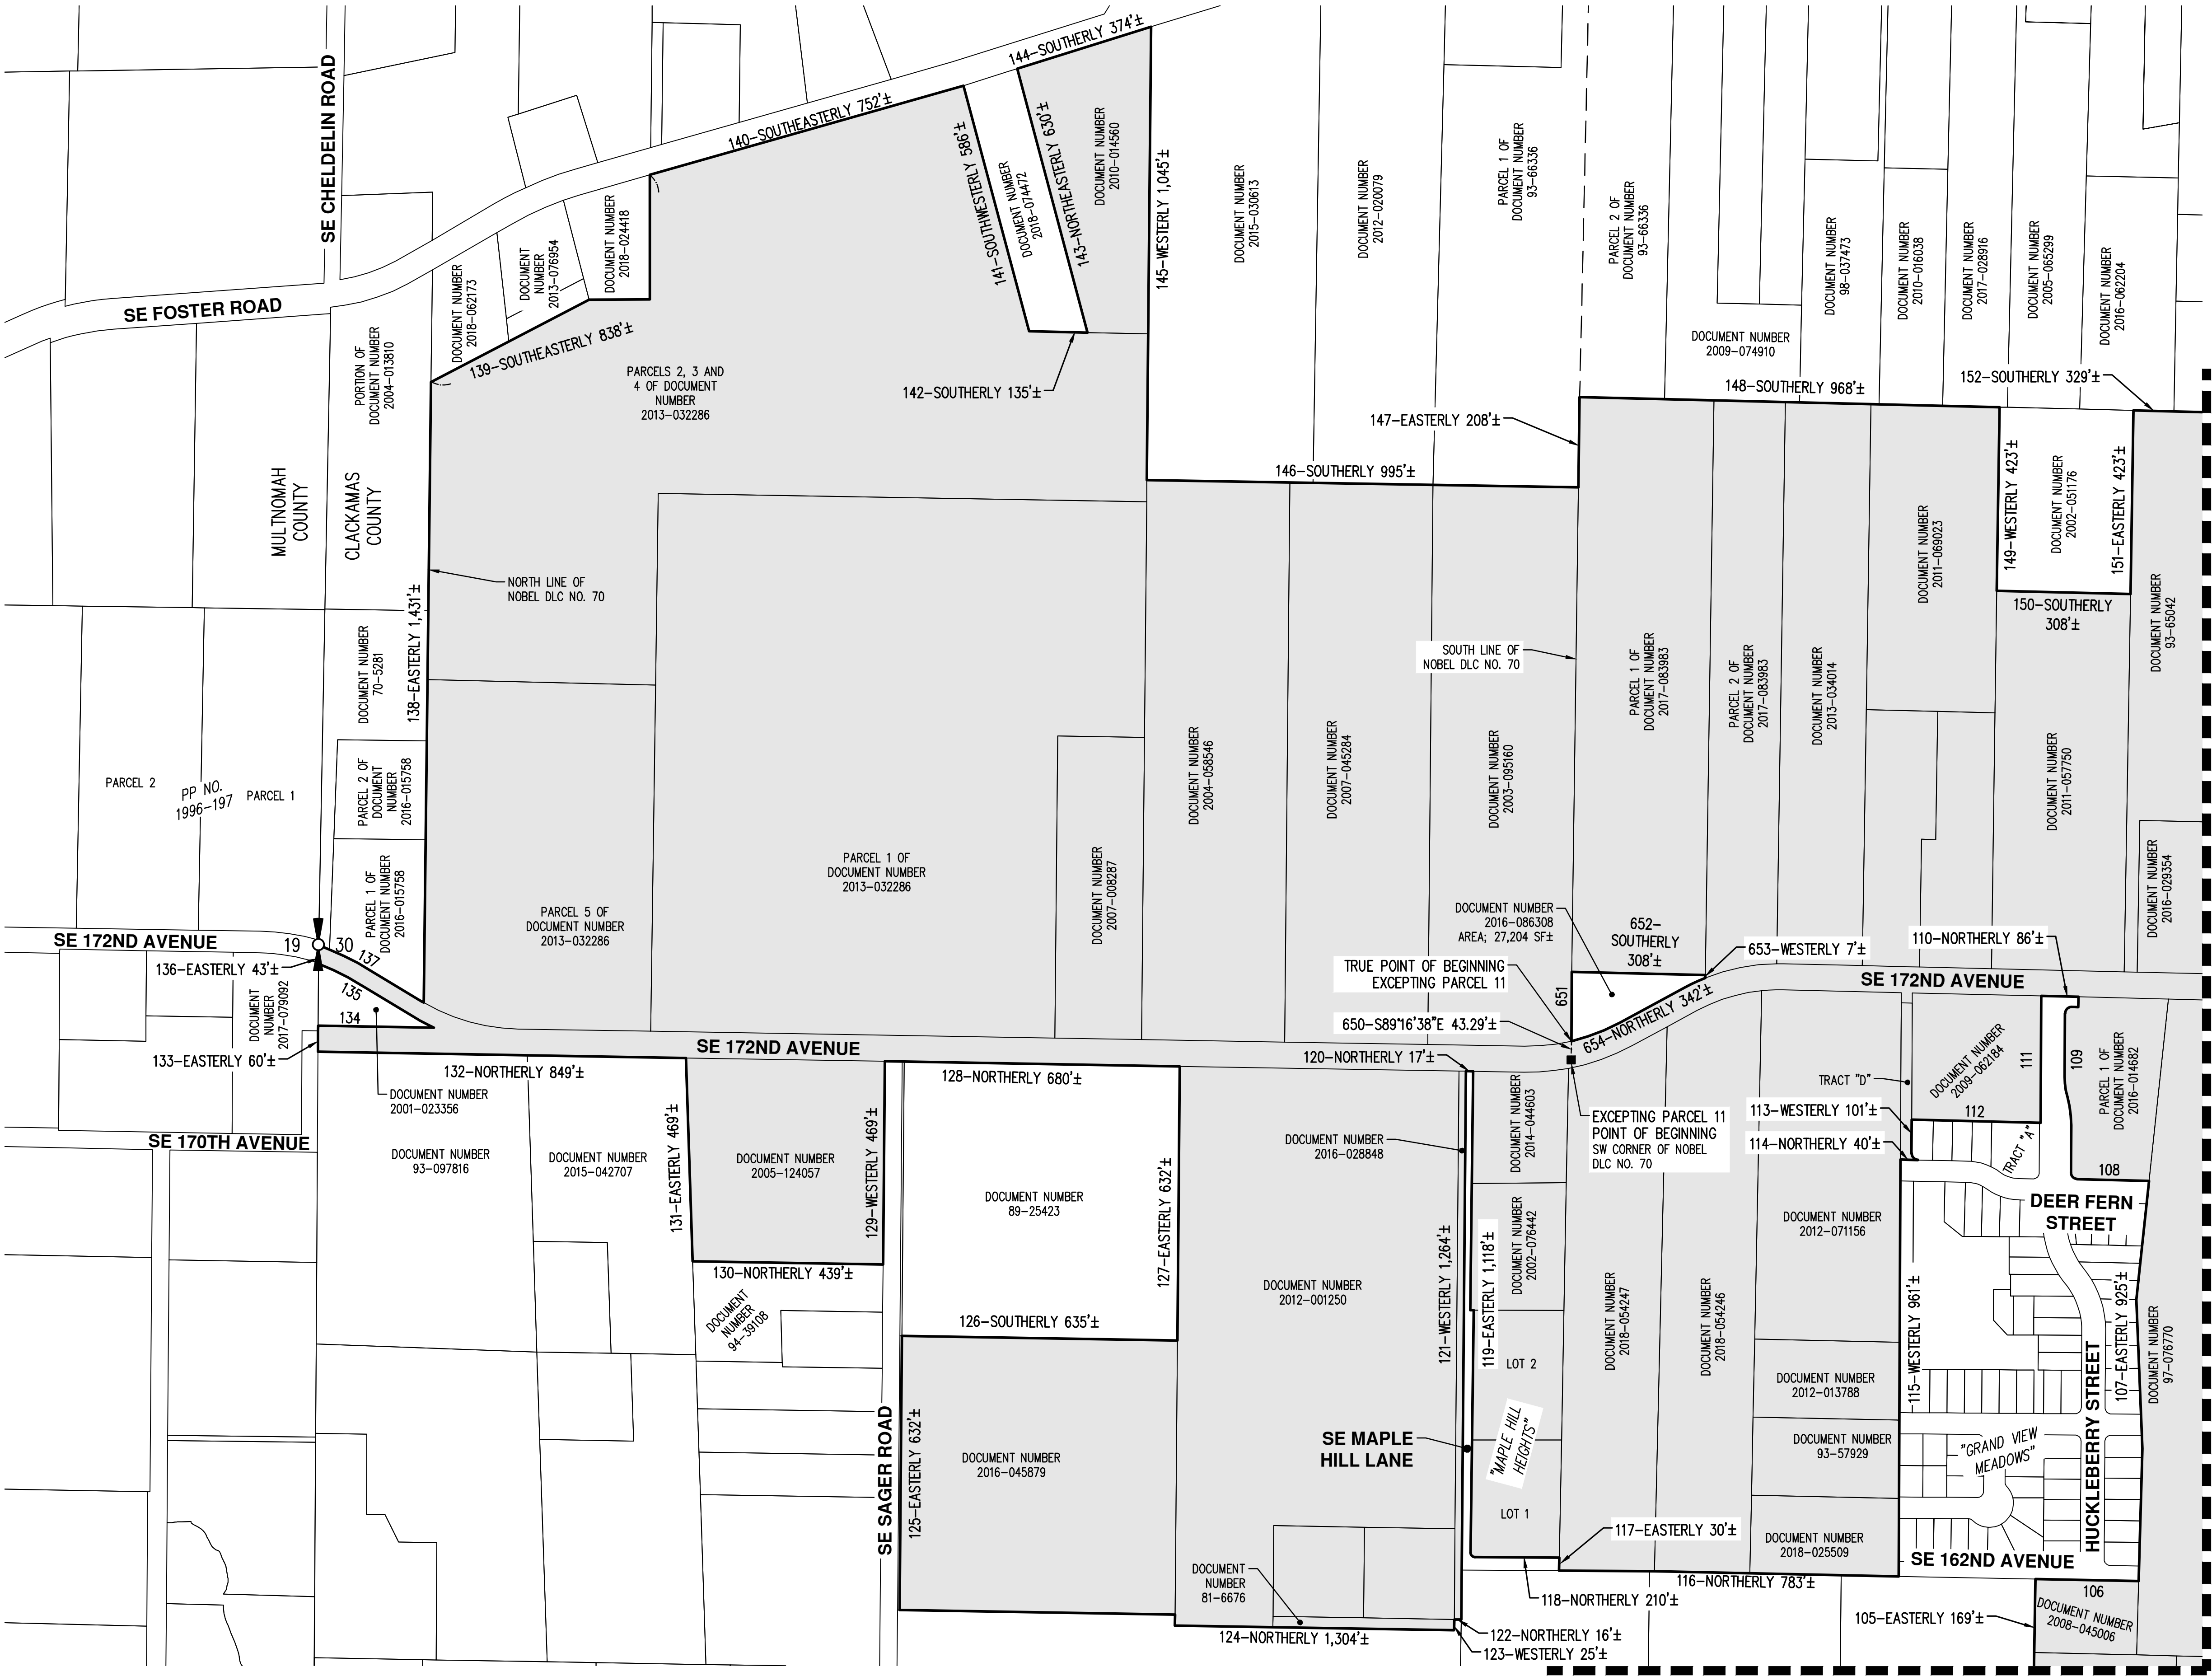 144-SOUTHERLY 374'±
SE CHELDELIN ROAD
140-SOUTHEASTERLY 752'±
141-SOUTHWESTERLY 586'±
DOCUMENT NUMBER
2018-074472
143-NORTHEASTERLY 630'±
DOCUMENT NUMBER
2010-014560
145-WESTERLY 1,045'±
DOCUMENT NUMBER
2015-030613
DOCUMENT NUMBER
2012-020079
PARCEL 1 OF
DOCUMENT NUMBER
93-66336
PARCEL 2 OF
DOCUMENT NUMBER
93-66336
DOCUMENT NUMBER
98-037473
DOCUMENT NUMBER
2010-016038
DOCUMENT NUMBER
2017-028916
DOCUMENT NUMBER
2005-065299
DOCUMENT NUMBER
2016-062204
SE FOSTER ROAD
DOCUMENT NUMBER
2018-062173
DOCUMENT
NUMBER
2013-076954
DOCUMENT NUMBER
2018-024418
139-SOUTHEASTERLY 838'±
PORTION OF
DOCUMENT NUMBER
2004-013810
PARCELS 2, 3 AND
4 OF DOCUMENT
NUMBER
2013-032286
142-SOUTHERLY 135'±
DOCUMENT NUMBER
2009-074910
148-SOUTHERLY 968'±
152-SOUTHERLY 329'±
147-EASTERLY 208'±
146-SOUTHERLY 995'±
MULTNOMAH
COUNTY
CLACKAMAS
COUNTY
149-WESTERLY 423'±
DOCUMENT NUMBER
2002-051176
151-EASTERLY 423'±
150-SOUTHERLY
308'±
DOCUMENT NUMBER
2011-069023
DOCUMENT NUMBER
93-65042
138-EASTERLY 1,431'±
NORTH LINE OF
NOBEL DLC NO. 70
DOCUMENT NUMBER
70-5281
SOUTH LINE OF
NOBEL DLC NO. 70
PARCEL 1 OF
DOCUMENT NUMBER
2017-083983
PARCEL 2 OF
DOCUMENT NUMBER
2017-083983
DOCUMENT NUMBER
2013-034014
DOCUMENT NUMBER
2011-057750
PARCEL 2
PP NO.
1996-197
PARCEL 1
PARCEL 2 OF
DOCUMENT
NUMBER
2016-015758
PARCEL 1 OF
DOCUMENT NUMBER
2016-015758
PARCEL 5 OF
DOCUMENT NUMBER
2013-032286
PARCEL 1 OF
DOCUMENT NUMBER
2013-032286
DOCUMENT NUMBER
2007-008287
DOCUMENT NUMBER
2004-058546
DOCUMENT NUMBER
2007-045284
DOCUMENT NUMBER
2003-095160
DOCUMENT NUMBER
2016-029354
DOCUMENT NUMBER
2016-086308
AREA; 27,204 SF±
652-
SOUTHERLY
308'±
653-WESTERLY 7'±
110-NORTHERLY 86'±
SE 172ND AVENUE
19
30
137
136-EASTERLY 43'±
135
134
DOCUMENT
NUMBER
2017-079092
133-EASTERLY 60'±
TRUE POINT OF BEGINNING
EXCEPTING PARCEL 11
651
650-S89°16'38"E 43.29'±
654-NORTHERLY 342'±
SE 172ND AVENUE
SE 172ND AVENUE
120-NORTHERLY 17'±
132-NORTHERLY 849'±
128-NORTHERLY 680'±
DOCUMENT NUMBER
2001-023356
SE 170TH AVENUE
DOCUMENT NUMBER
93-097816
DOCUMENT NUMBER
2015-042707
131-EASTERLY 469'±
DOCUMENT NUMBER
2005-124057
129-WESTERLY 469'±
130-NORTHERLY 439'±
DOCUMENT NUMBER
89-25423
127-EASTERLY 632'±
126-SOUTHERLY 635'±
DOCUMENT NUMBER
2016-028848
DOCUMENT NUMBER
2012-001250
121-WESTERLY 1,264'±
119-EASTERLY 1,118'±
DOCUMENT NUMBER
2014-044603
DOCUMENT NUMBER
2002-076442
EXCEPTING PARCEL 11
POINT OF BEGINNING
SW CORNER OF NOBEL
DLC NO. 70
DOCUMENT NUMBER
2018-054247
DOCUMENT NUMBER
2018-054246
TRACT "D"
DOCUMENT NUMBER
2009-062184
111
109
PARCEL 1 OF
DOCUMENT NUMBER
2016-014682
112
113-WESTERLY 101'±
114-NORTHERLY 40'±
TRACT "A"
108
DEER FERN
STREET
DOCUMENT NUMBER
2012-071156
115-WESTERLY 961'±
107-EASTERLY 925'±
DOCUMENT NUMBER
97-076770
DOCUMENT
NUMBER
94-39108
LOT 2
DOCUMENT NUMBER
2012-013788
HUCKLEBERRY STREET
SE SAGER ROAD
125-EASTERLY 632'±
DOCUMENT NUMBER
2016-045879
SE MAPLE
HILL LANE
"MAPLE HILL
HEIGHTS"
DOCUMENT NUMBER
93-57929
"GRAND VIEW
MEADOWS"
LOT 1
117-EASTERLY 30'±
DOCUMENT NUMBER
2018-025509
SE 162ND AVENUE
DOCUMENT
NUMBER
81-6676
116-NORTHERLY 783'±
118-NORTHERLY 210'±
106
105-EASTERLY 169'±
DOCUMENT NUMBER
2008-045006
124-NORTHERLY 1,304'±
122-NORTHERLY 16'±
123-WESTERLY 25'±